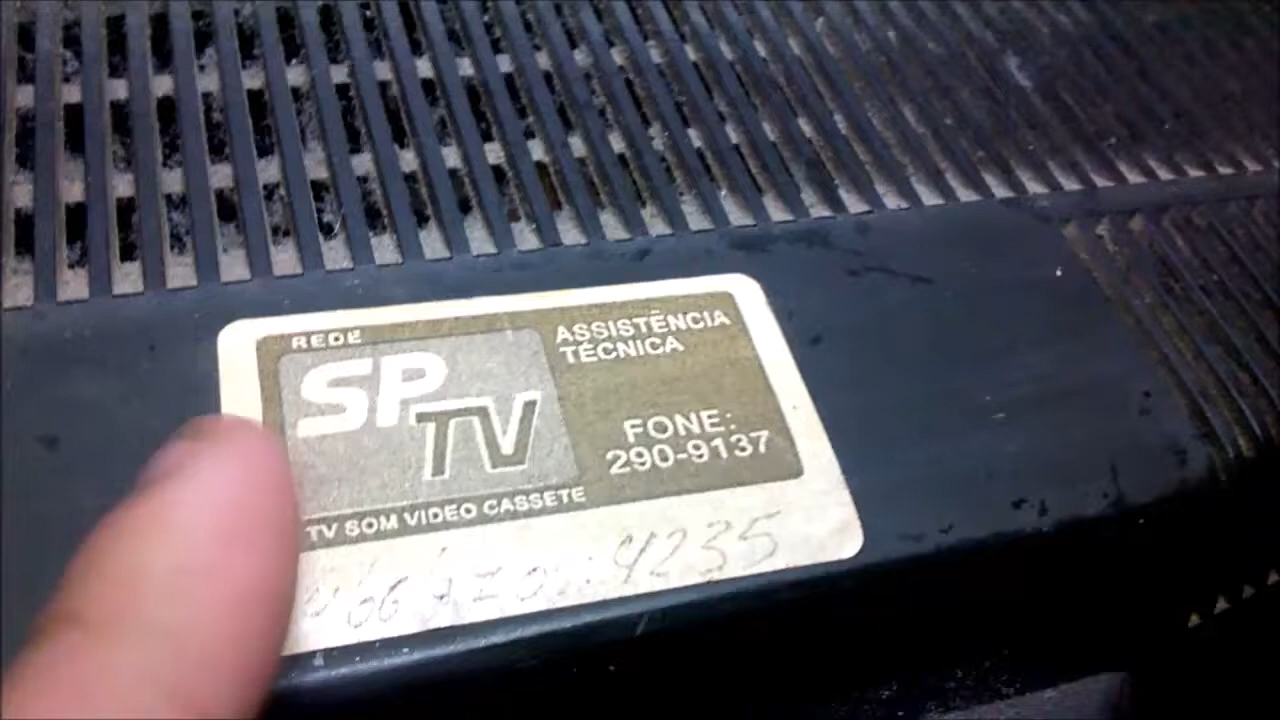 REDE
SP
TV
ASSISTÊNCIA
TÉCNICA
FONE:
290-9137
TV SOM VIDEO CASSETE
4235